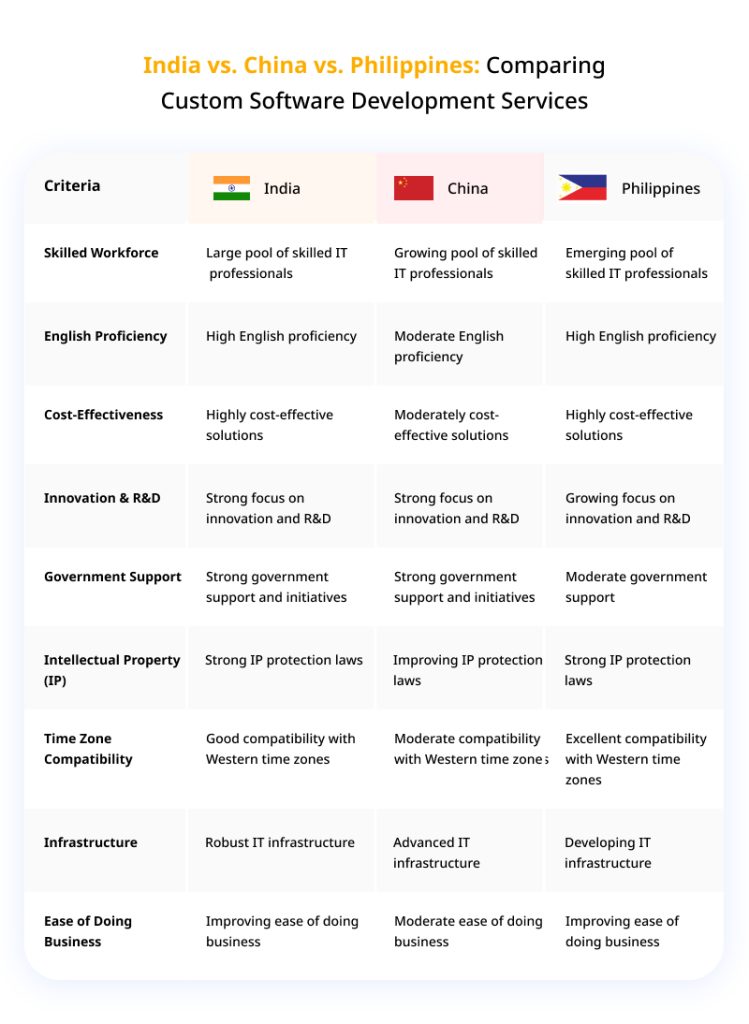 India vs. China vs. Philippines: Comparing
Custom Software Development Services
Criteria
India
China
Philippines
Skilled Workforce
Large pool of skilled IT
professionals
Growing pool of skilled
IT professionals
Emerging pool of
skilled IT professionals
English Proficiency
High English proficiency
Moderate English
proficiency
High English proficiency
Cost-Effectiveness
Highly cost-effective
solutions
Moderately cost-
effective solutions
Highly cost-effective
solutions
Innovation & R&D
Strong focus on
innovation and R&D
Strong focus on
innovation and R&D
Growing focus on
innovation and R&D
Government Support
Strong government
support and initiatives
Strong government
support and initiatives
Moderate government
support
Intellectual Property
(IP)
Strong IP protection laws
Improving IP protection
laws
Strong IP protection
laws
Time Zone
Compatibility
Good compatibility with
Western time zones
Moderate compatibility
with Western time zones
Excellent compatibility
with Western time
zones
Infrastructure
Robust IT infrastructure
Advanced IT
infrastructure
Developing IT
infrastructure
Ease of Doing
Business
Improving ease of doing
business
Moderate ease of doing
business
Improving ease of
doing business